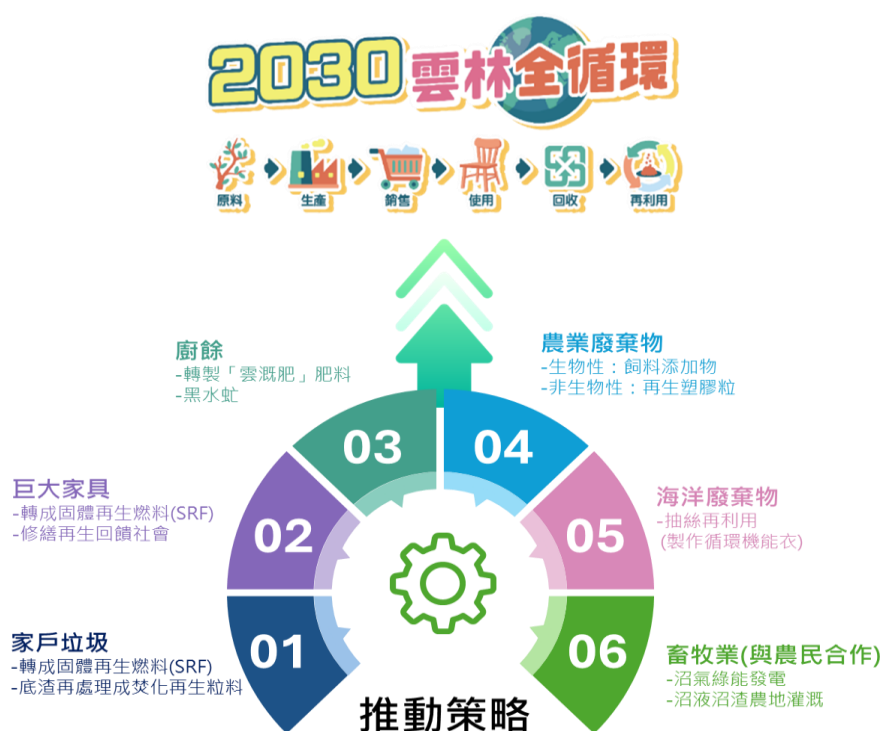 2030雲林全循環
原料 生產 銷售 使用 回收 再利用
家戶垃圾
-轉成固體再生燃料(SRF)
-底渣再處理成焚化再生粒料
01
巨大家具
-轉成固體再生燃料(SRF)
-修繕再生回饋社會
02
廚餘
-轉製「雲溉肥」肥料
-黑水虻
03
農業廢棄物
-生物性：飼料添加物
-非生物性：再生塑膠粒
04
海洋廢棄物
-抽絲再利用
(製作循環機能衣)
05
畜牧業(與農民合作)
-沼氣綠能發電
-沼液沼渣農地灌溉
06
推動策略